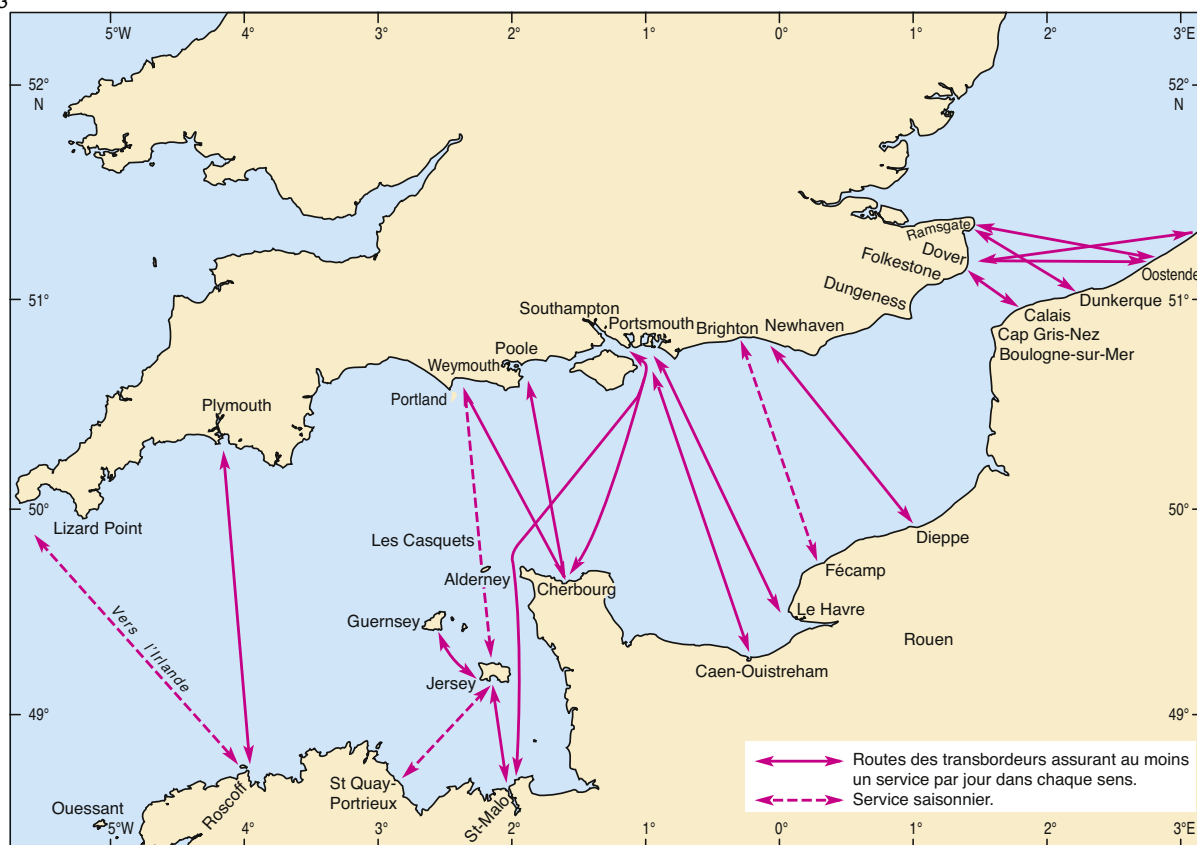 3
5°W 4° 3° 2° 1° 0° 1° 2° 3°E
52° 52°
N N
Ramsgate
Dover
Folkestone
Oostende
Dungeness
51° Dunkerque 51°
Southampton
Calais
Portsmouth
Brighton Newhaven
Cap Gris-Nez
Poole
Boulogne-sur-Mer
Weymouth
Portland
Plymouth
50° 50°
Lizard Point
Les Casquets
Dieppe
Alderney
Fécamp
Cherbourg
Guernsey
Le Havre
Rouen
Vers l'Irlande
Caen-Ouistreham
Jersey
49° 49°
Routes des transbordeurs assurant au moins
un service par jour dans chaque sens.
Service saisonnier.
St Quay-
Portrieux
Roscoff
St-Malo
Ouessant
5°W 4° 3° 2° 1° 0° 1° 2° 3°E